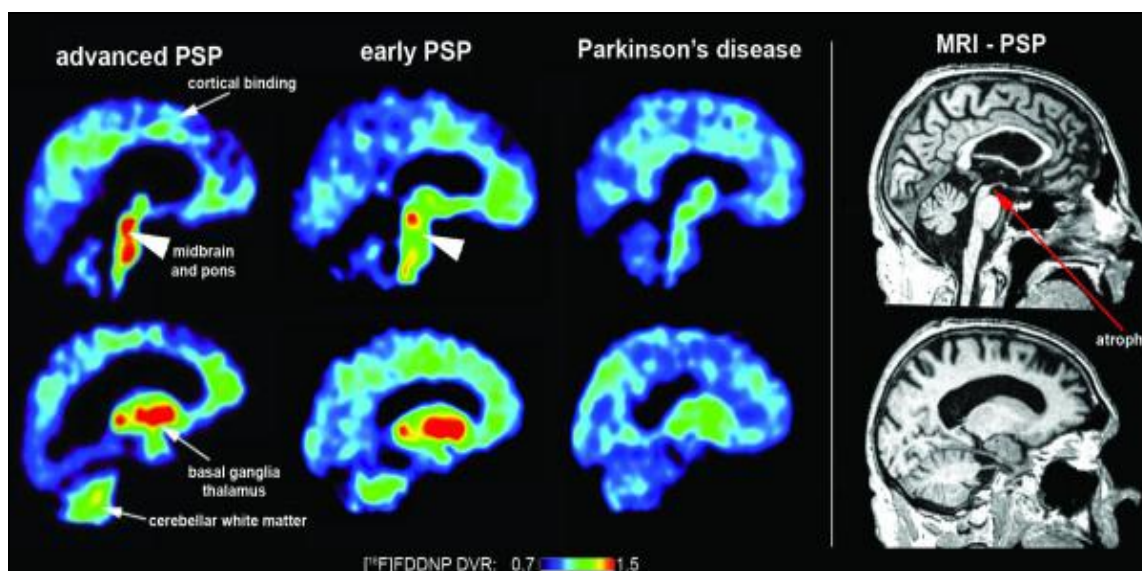 advanced PSP
early PSP
Parkinson's disease
MRI - PSP
cortical binding
midbrain
and pons
atroph
basal ganglia
thalamus
cerebellar white matter
[¹⁸F]FDDNP DVR: 0.7 1.5